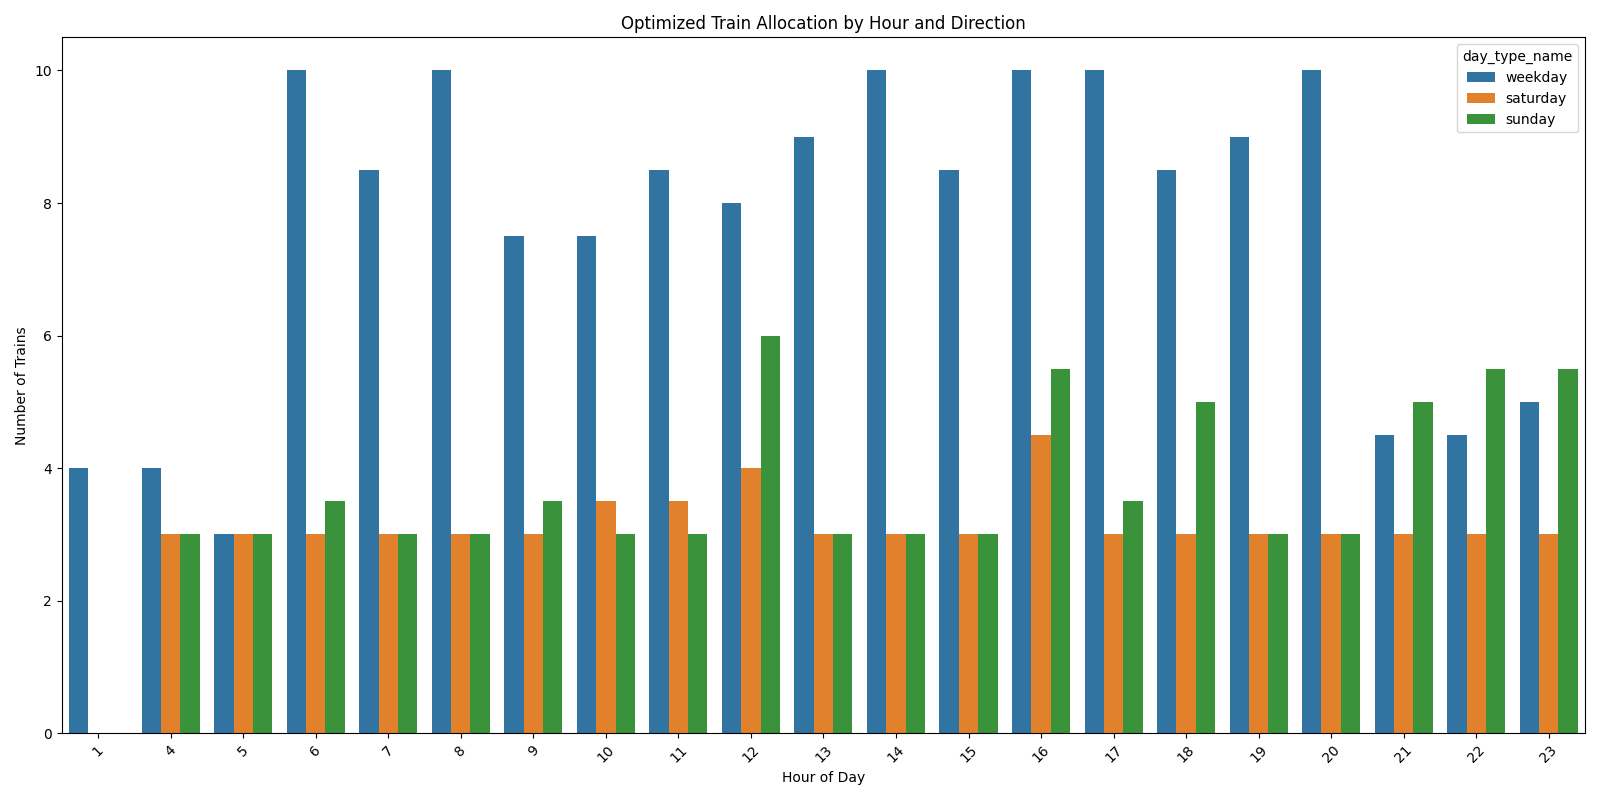 Optimized Train Allocation by Hour and Direction
day_type_name
weekday
saturday
sunday
Number of Trains
10
8
6
4
2
0
1 4 5 6 7 8 9 10 11 12 13 14 15 16 17 18 19 20 21 22 23
Hour of Day